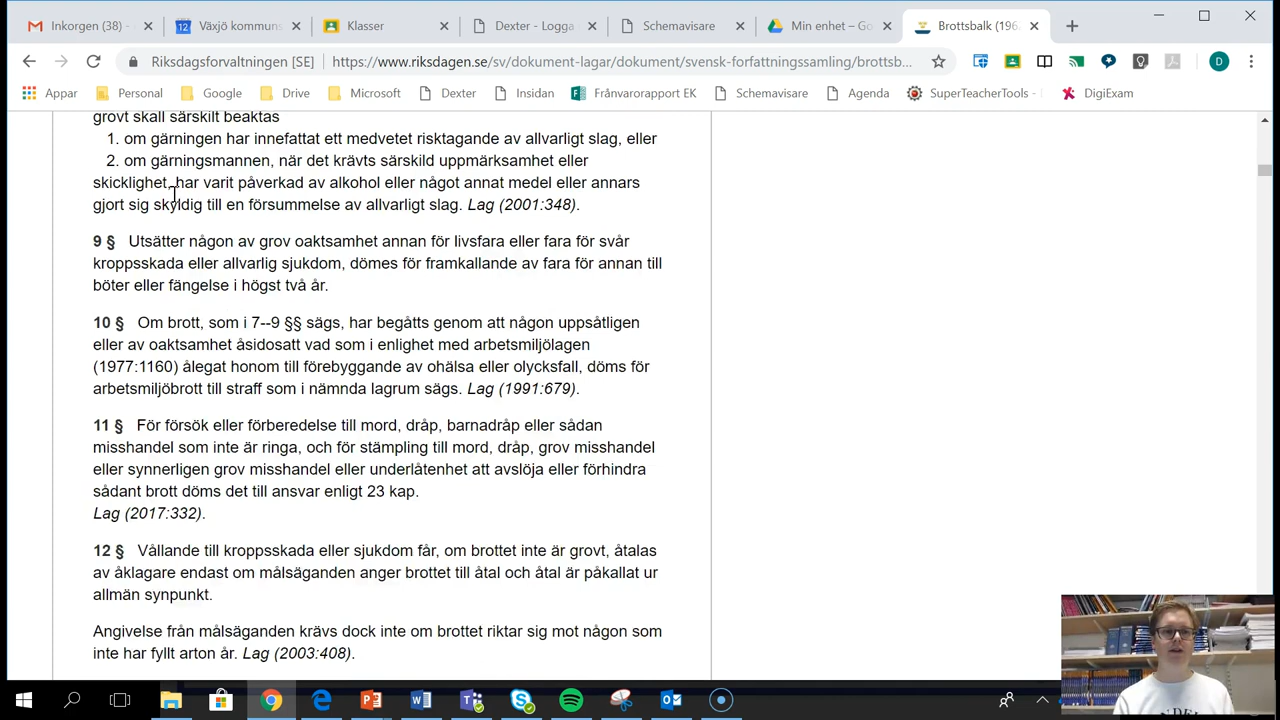 Inkorgen (38) -
Växjö kommuns
Klasser
Dexter - Logga
Schemavisare
Min enhet – Go
Brottsbalk (196
Riksdagsforvaltningen [SE]
https://www.riksdagen.se/sv/dokument-lagar/dokument/svensk-forfattningssamling/brottsb...
D
Appar
Personal
Google
Drive
Microsoft
Dexter
Insidan
Frånvarorapport EK
Schemavisare
Agenda
SuperTeacherTools -
DigiExam
grovt skall särskilt beaktas
1. om gärningen har innefattat ett medvetet risktagande av allvarligt slag, eller
2. om gärningsmannen, när det krävts särskild uppmärksamhet eller
skicklighet, har varit påverkad av alkohol eller något annat medel eller annars
gjort sig skyldig till en försummelse av allvarligt slag. Lag (2001:348).
9 § Utsätter någon av grov oaktsamhet annan för livsfara eller fara för svår
kroppsskada eller allvarlig sjukdom, dömes för framkallande av fara för annan till
böter eller fängelse i högst två år.
10 § Om brott, som i 7--9 §§ sägs, har begåtts genom att någon uppsåtligen
eller av oaktsamhet åsidosatt vad som i enlighet med arbetsmiljölagen
(1977:1160) ålegat honom till förebyggande av ohälsa eller olycksfall, döms för
arbetsmiljöbrott till straff som i nämnda lagrum sägs. Lag (1991:679).
11 § För försök eller förberedelse till mord, dråp, barnadråp eller sådan
misshandel som inte är ringa, och för stämpling till mord, dråp, grov misshandel
eller synnerligen grov misshandel eller underlåtenhet att avslöja eller förhindra
sådant brott döms det till ansvar enligt 23 kap.
Lag (2017:332).
12 § Vållande till kroppsskada eller sjukdom får, om brottet inte är grovt, åtalas
av åklagare endast om målsäganden anger brottet till åtal och åtal är påkallat ur
allmän synpunkt.
Angivelse från målsäganden krävs dock inte om brottet riktar sig mot någon som
inte har fyllt arton år. Lag (2003:408).